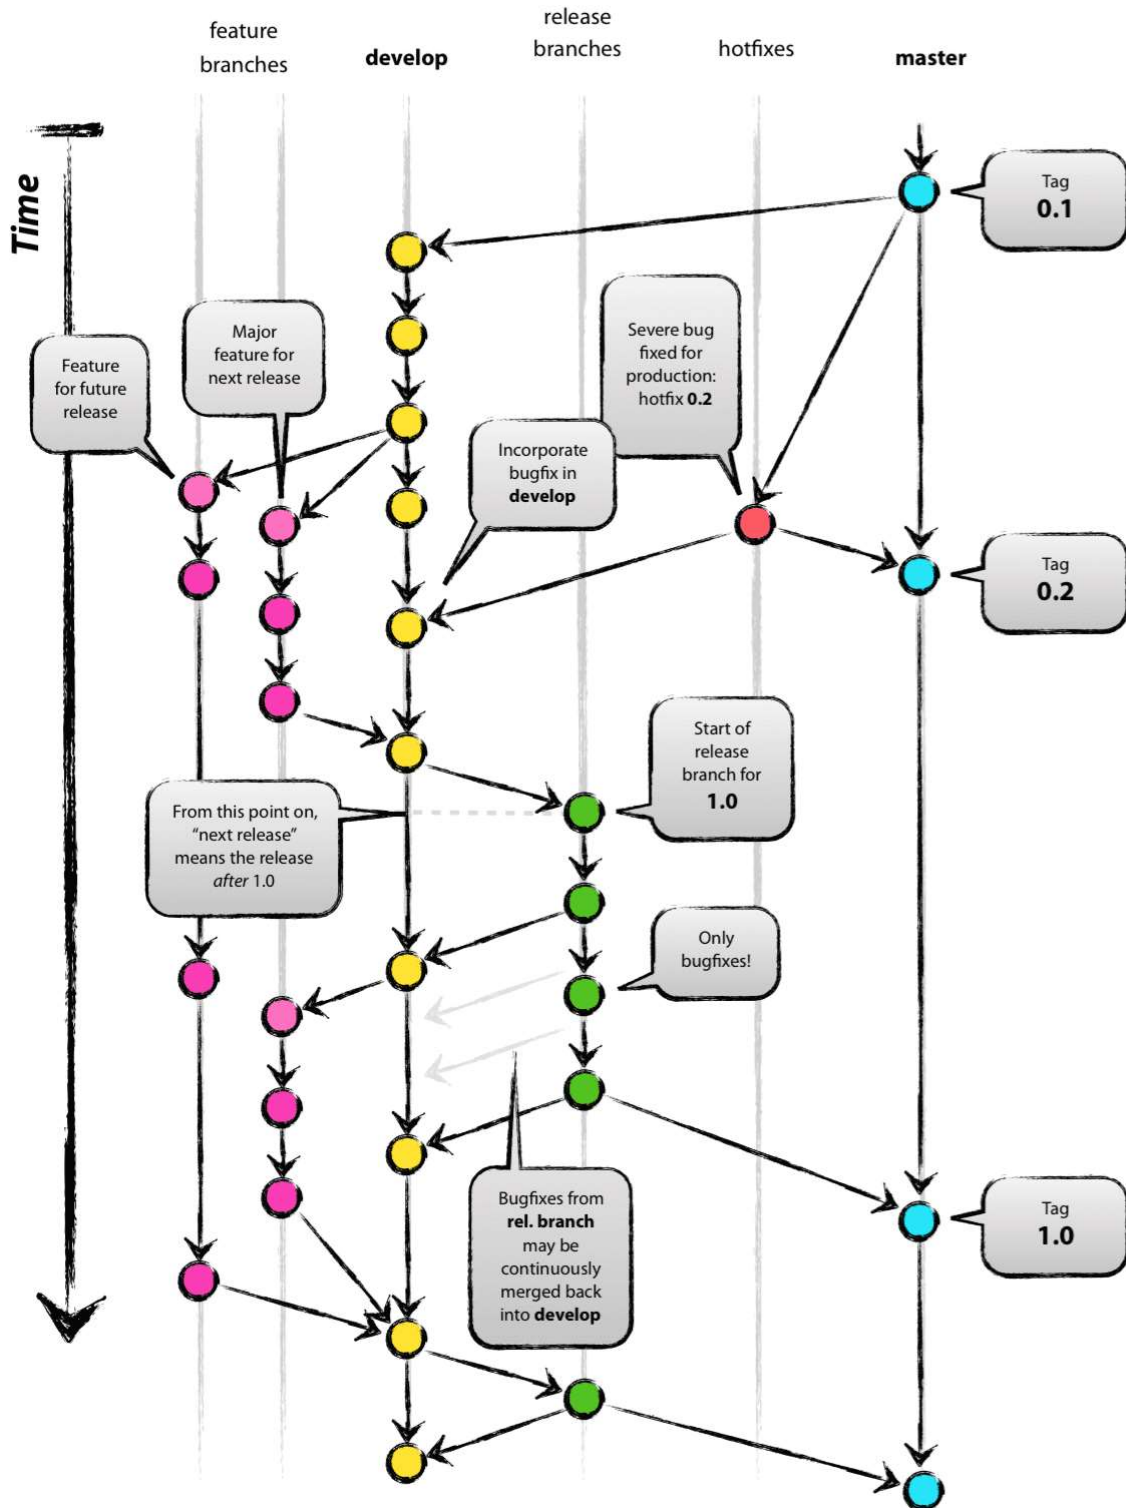 feature
branches
develop
release
branches
hotfixes
master
Time
Tag
0.1
Major
feature for
next release
Feature
for future
release
Severe bug
fixed for
production:
hotfix 0.2
Incorporate
bugfix in
develop
Tag
0.2
Start of
release
branch for
1.0
From this point on,
“next release”
means the release
after 1.0
Only
bugfixes!
Bugfixes from
rel. branch
may be
continuously
merged back
into develop
Tag
1.0